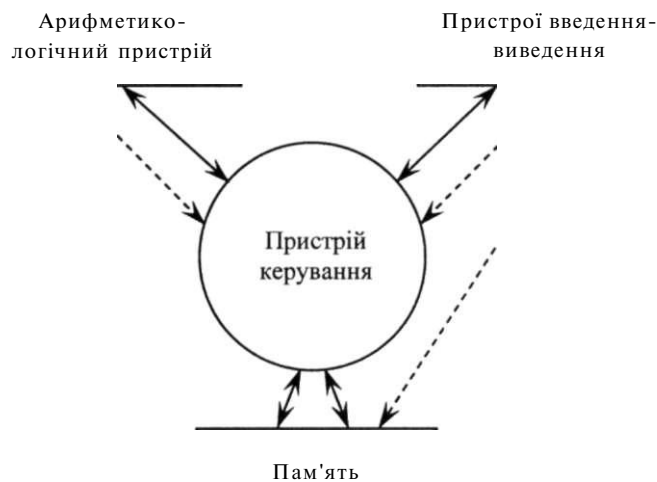 Арифметико-
логічний пристрій
Пристрої введення-
виведення
Пристрій
керування
Пам'ять